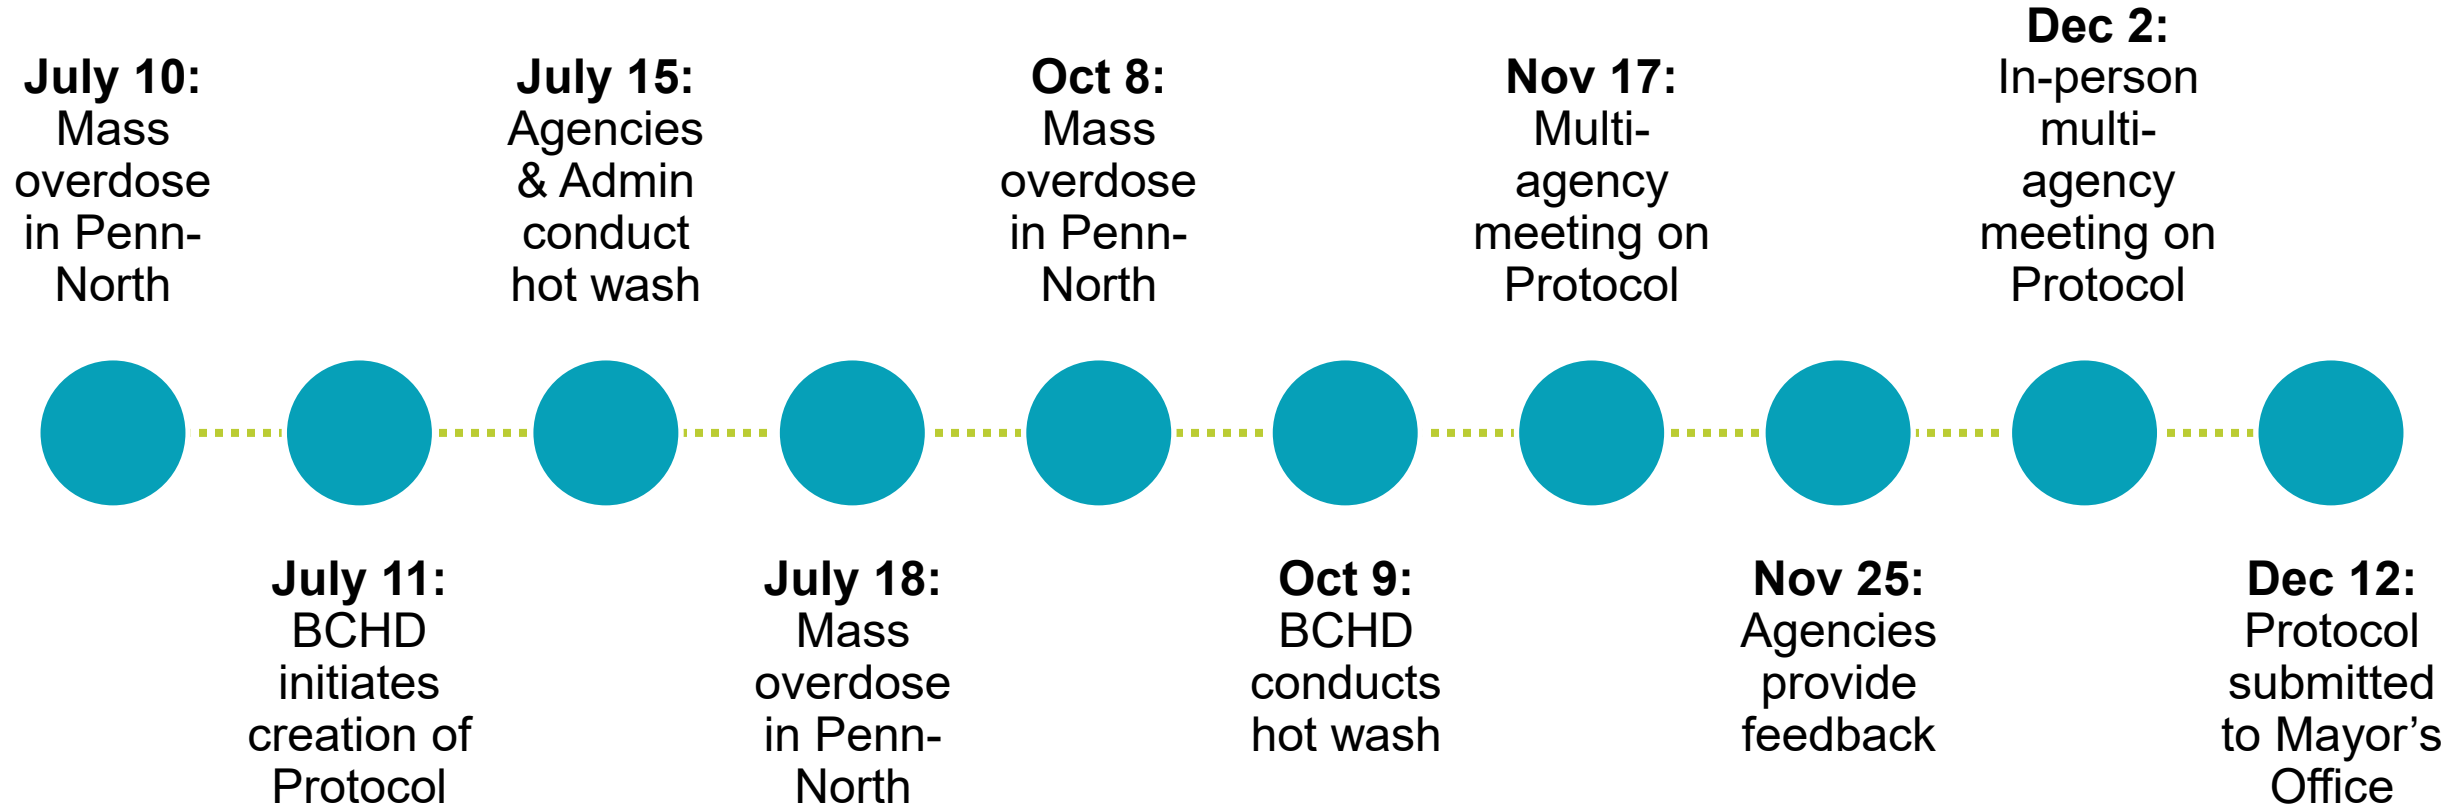 July 10:
Mass
overdose
in Penn-
North
July 11:
BCHD
initiates
creation of
Protocol
July 15:
Agencies
& Admin
conduct
hot wash
July 18:
Mass
overdose
in Penn-
North
Oct 8:
Mass
overdose
in Penn-
North
Oct 9:
BCHD
conducts
hot wash
Nov 17:
Multi-
agency
meeting on
Protocol
Nov 25:
Agencies
provide
feedback
Dec 2:
In-person
multi-
agency
meeting on
Protocol
Dec 12:
Protocol
submitted
to Mayor’s
Office